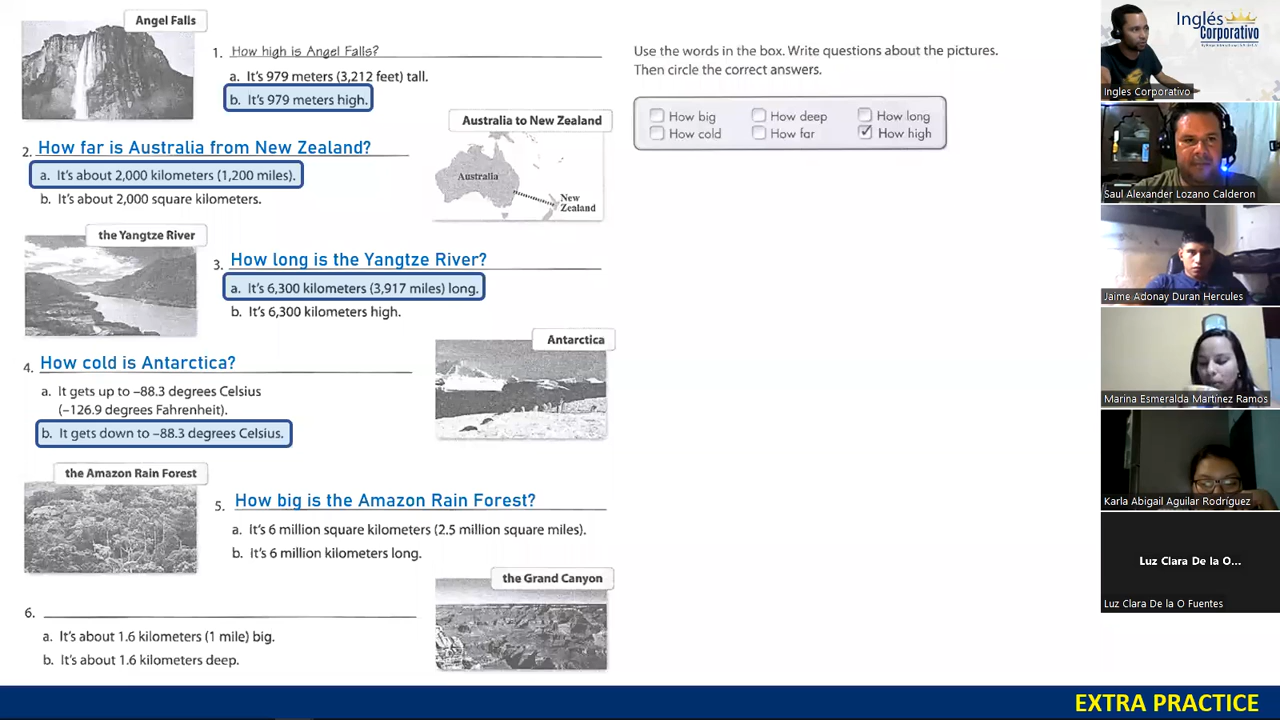 Angel Falls
1. How high is Angel Falls?
a. It's 979 meters (3,212 feet) tall.
b. It's 979 meters high.
Australia to New Zealand
2. How far is Australia from New Zealand?
a. It's about 2,000 kilometers (1,200 miles).
b. It's about 2,000 square kilometers.
Australia
New
Zealand
the Yangtze River
3. How long is the Yangtze River?
a. It's 6,300 kilometers (3,917 miles) long.
b. It's 6,300 kilometers high.
Antarctica
4. How cold is Antarctica?
a. It gets up to –88.3 degrees Celsius
(–126.9 degrees Fahrenheit).
b. It gets down to –88.3 degrees Celsius.
the Amazon Rain Forest
5. How big is the Amazon Rain Forest?
a. It's 6 million square kilometers (2.5 million square miles).
b. It's 6 million kilometers long.
the Grand Canyon
6.
a. It's about 1.6 kilometers (1 mile) big.
b. It's about 1.6 kilometers deep.
Use the words in the box. Write questions about the pictures.
Then circle the correct answers.
How big How deep How long
How cold How far How high
Inglés
Corporativo
Ingles Corporativo
Saul Alexander Lozano Calderon
Jaime Adonay Duran Hercules
Marina Esmeralda Martinez Ramos
Karla Abigail Aguilar Rodríguez
Luz Clara De la O...
Luz Clara De la O Fuentes
EXTRA PRACTICE